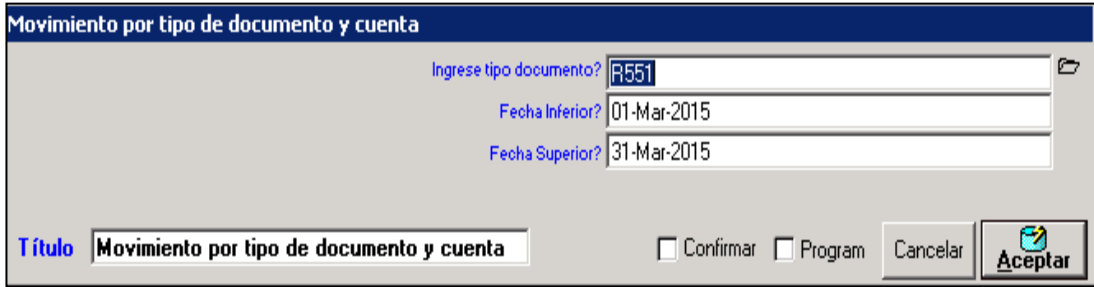 Movimiento por tipo de documento y cuenta
Ingrese tipo documento? R551
Fecha Inferior? 01-Mar-2015
Fecha Superior? 31-Mar-2015
Título Movimiento por tipo de documento y cuenta Confirmar Program Cancelar Aceptar